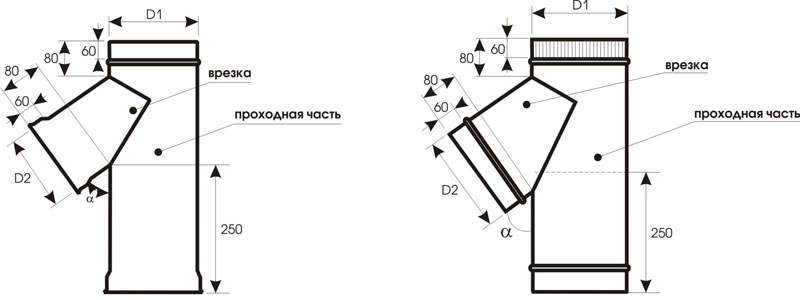 D1
60
80
80
60
врезка
проходная часть
D2
α
250
D1
60
80
80
60
врезка
проходная часть
D2
α
250